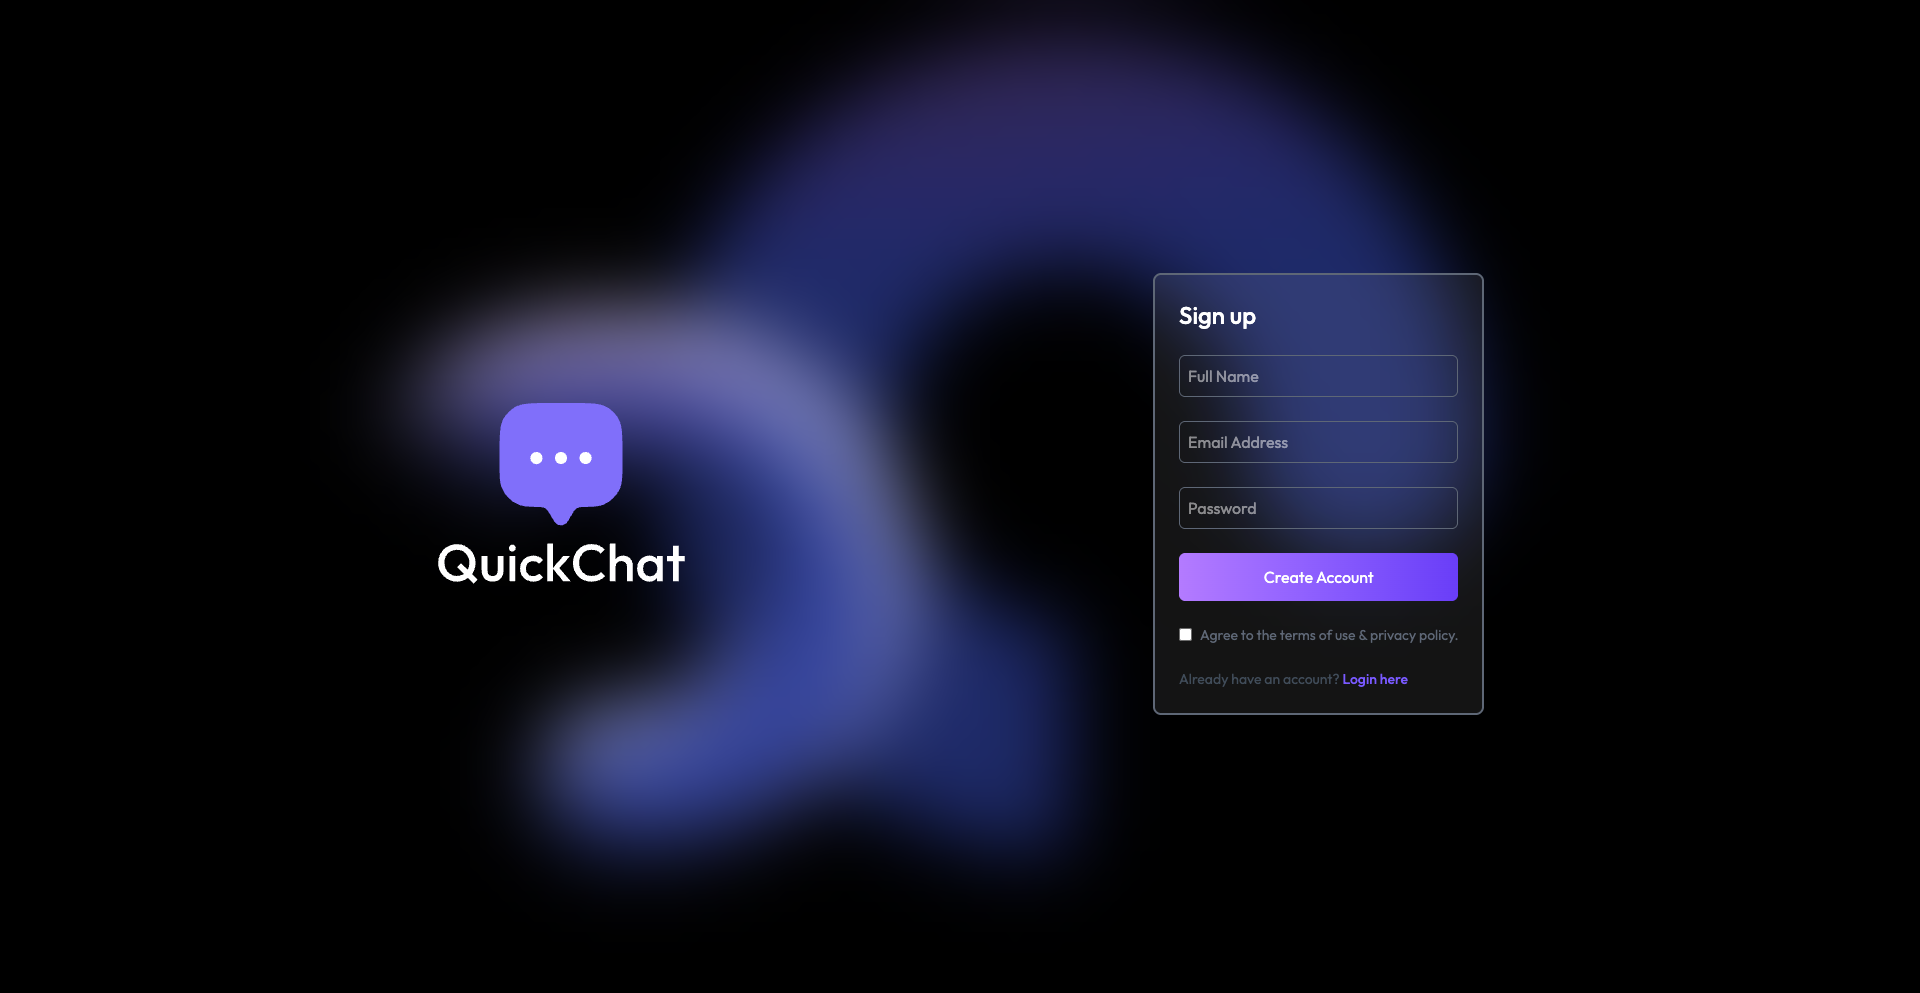 QuickChat
Sign up
Full Name
Email Address
Password
Create Account
Agree to the terms of use & privacy policy.
Already have an account? Login here